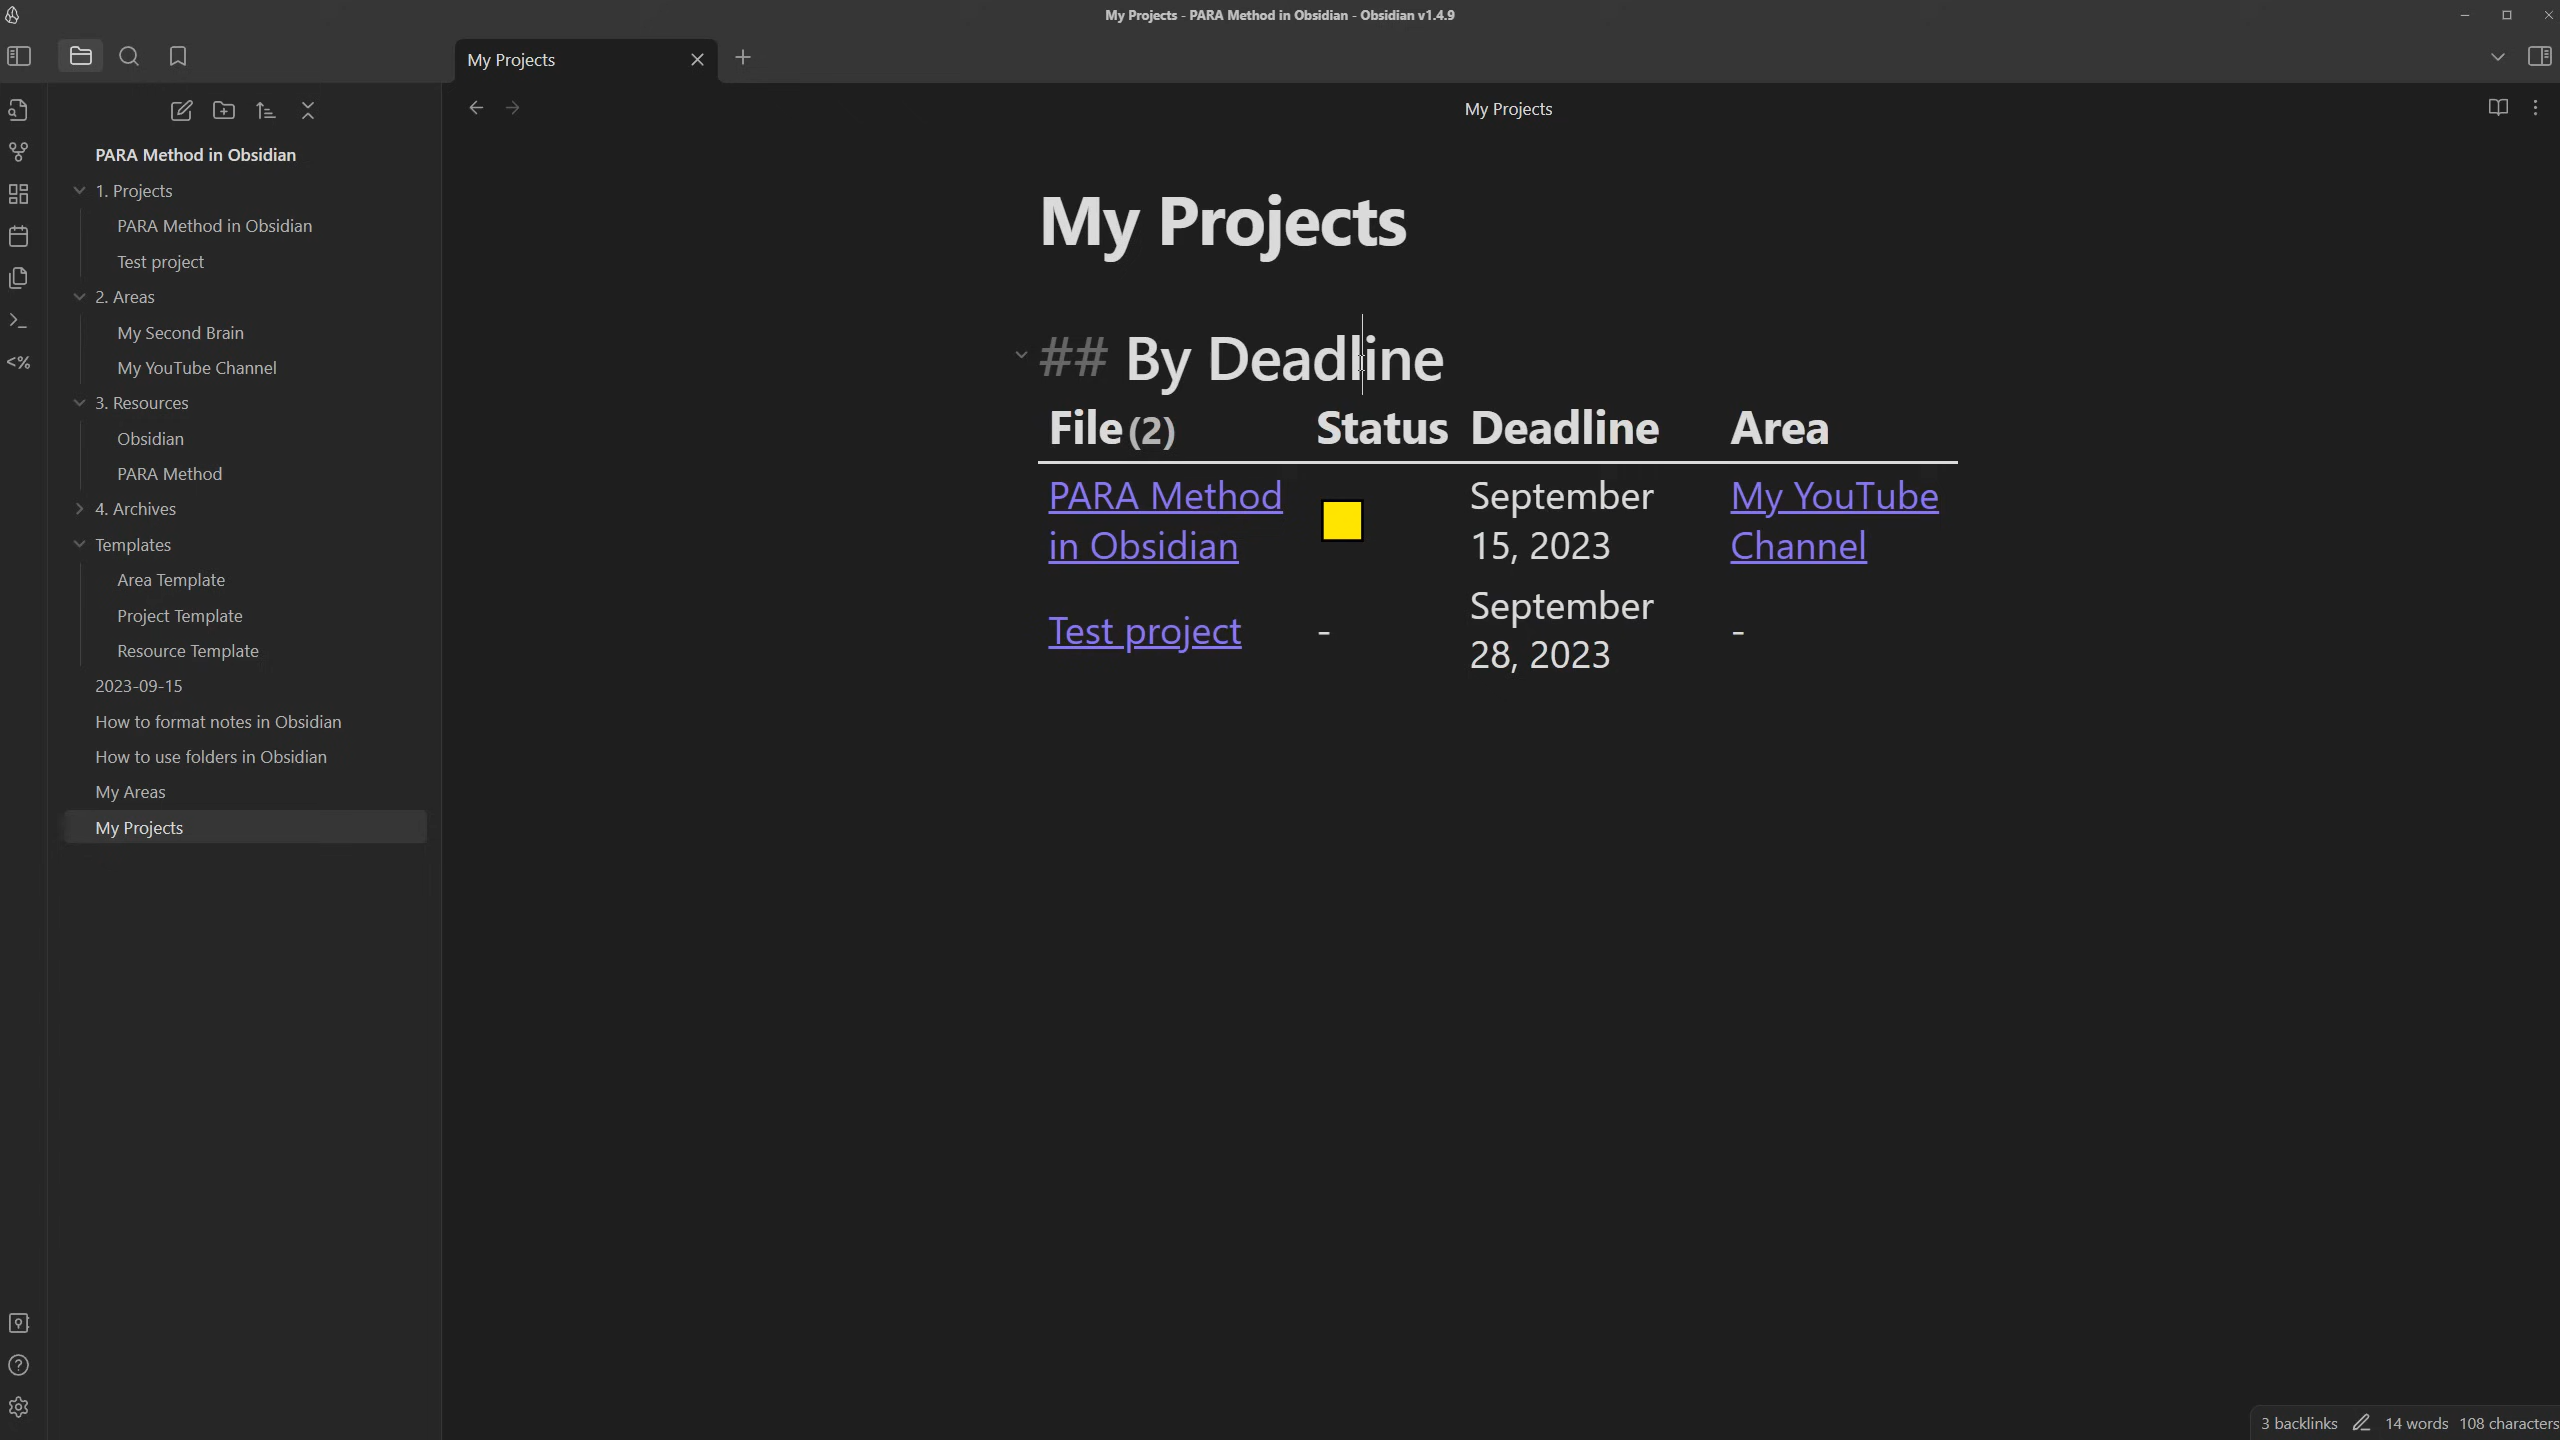 My Projects - PARA Method in Obsidian - Obsidian v1.4.9
My Projects
My Projects
PARA Method in Obsidian
1. Projects
PARA Method in Obsidian
Test project
2. Areas
My Second Brain
My YouTube Channel
3. Resources
Obsidian
PARA Method
4. Archives
Templates
Area Template
Project Template
Resource Template
2023-09-15
How to format notes in Obsidian
How to use folders in Obsidian
My Areas
My Projects
<%
My Projects
## By Deadline
File (2) Status Deadline Area
PARA Method September My YouTube
in Obsidian 15, 2023 Channel
Test project - September -
28, 2023
3 backlinks 14 words 108 characters